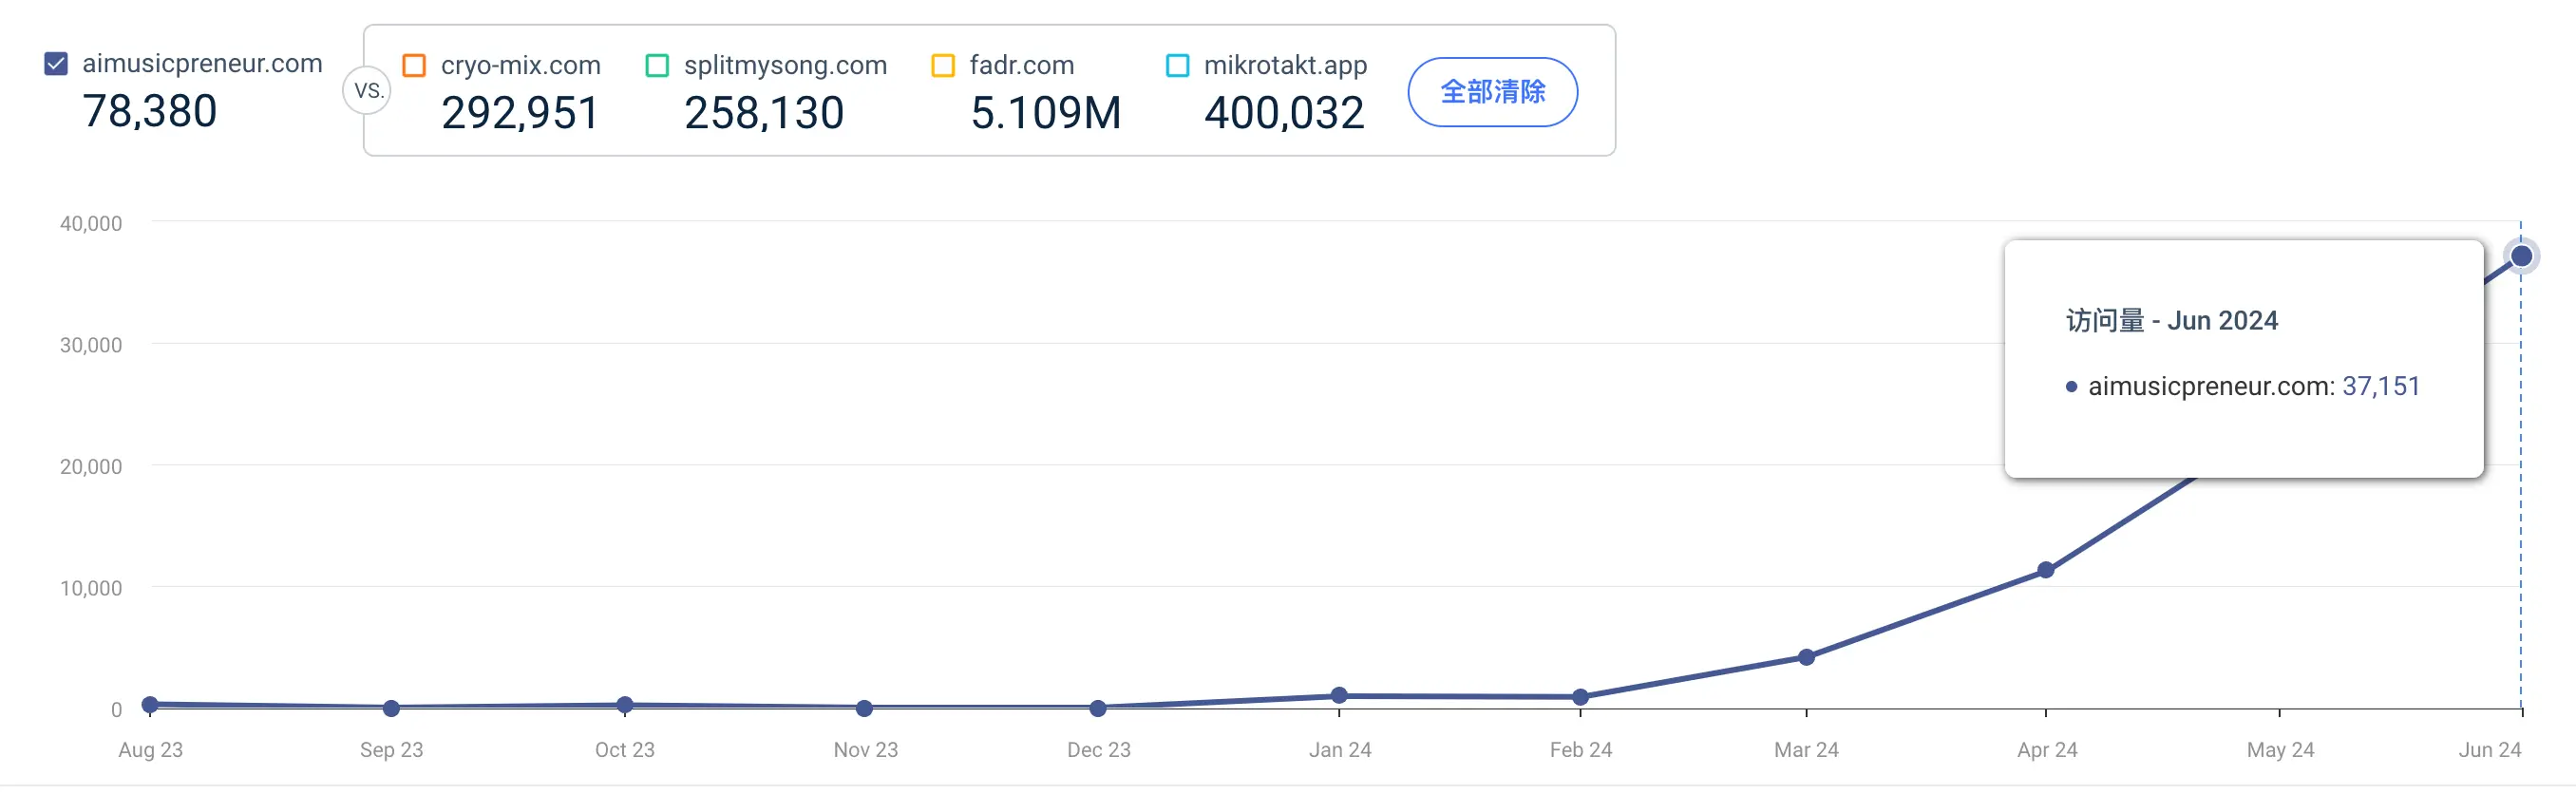 aimusicpreneur.com
78,380
VS.
cryo-mix.com
292,951
splitmysong.com
258,130
fadr.com
5.109M
mikrotakt.app
400,032
全部清除
40,000
30,000
20,000
10,000
0
访问量 - Jun 2024
aimusicpreneur.com: 37,151
Aug 23
Sep 23
Oct 23
Nov 23
Dec 23
Jan 24
Feb 24
Mar 24
Apr 24
May 24
Jun 24